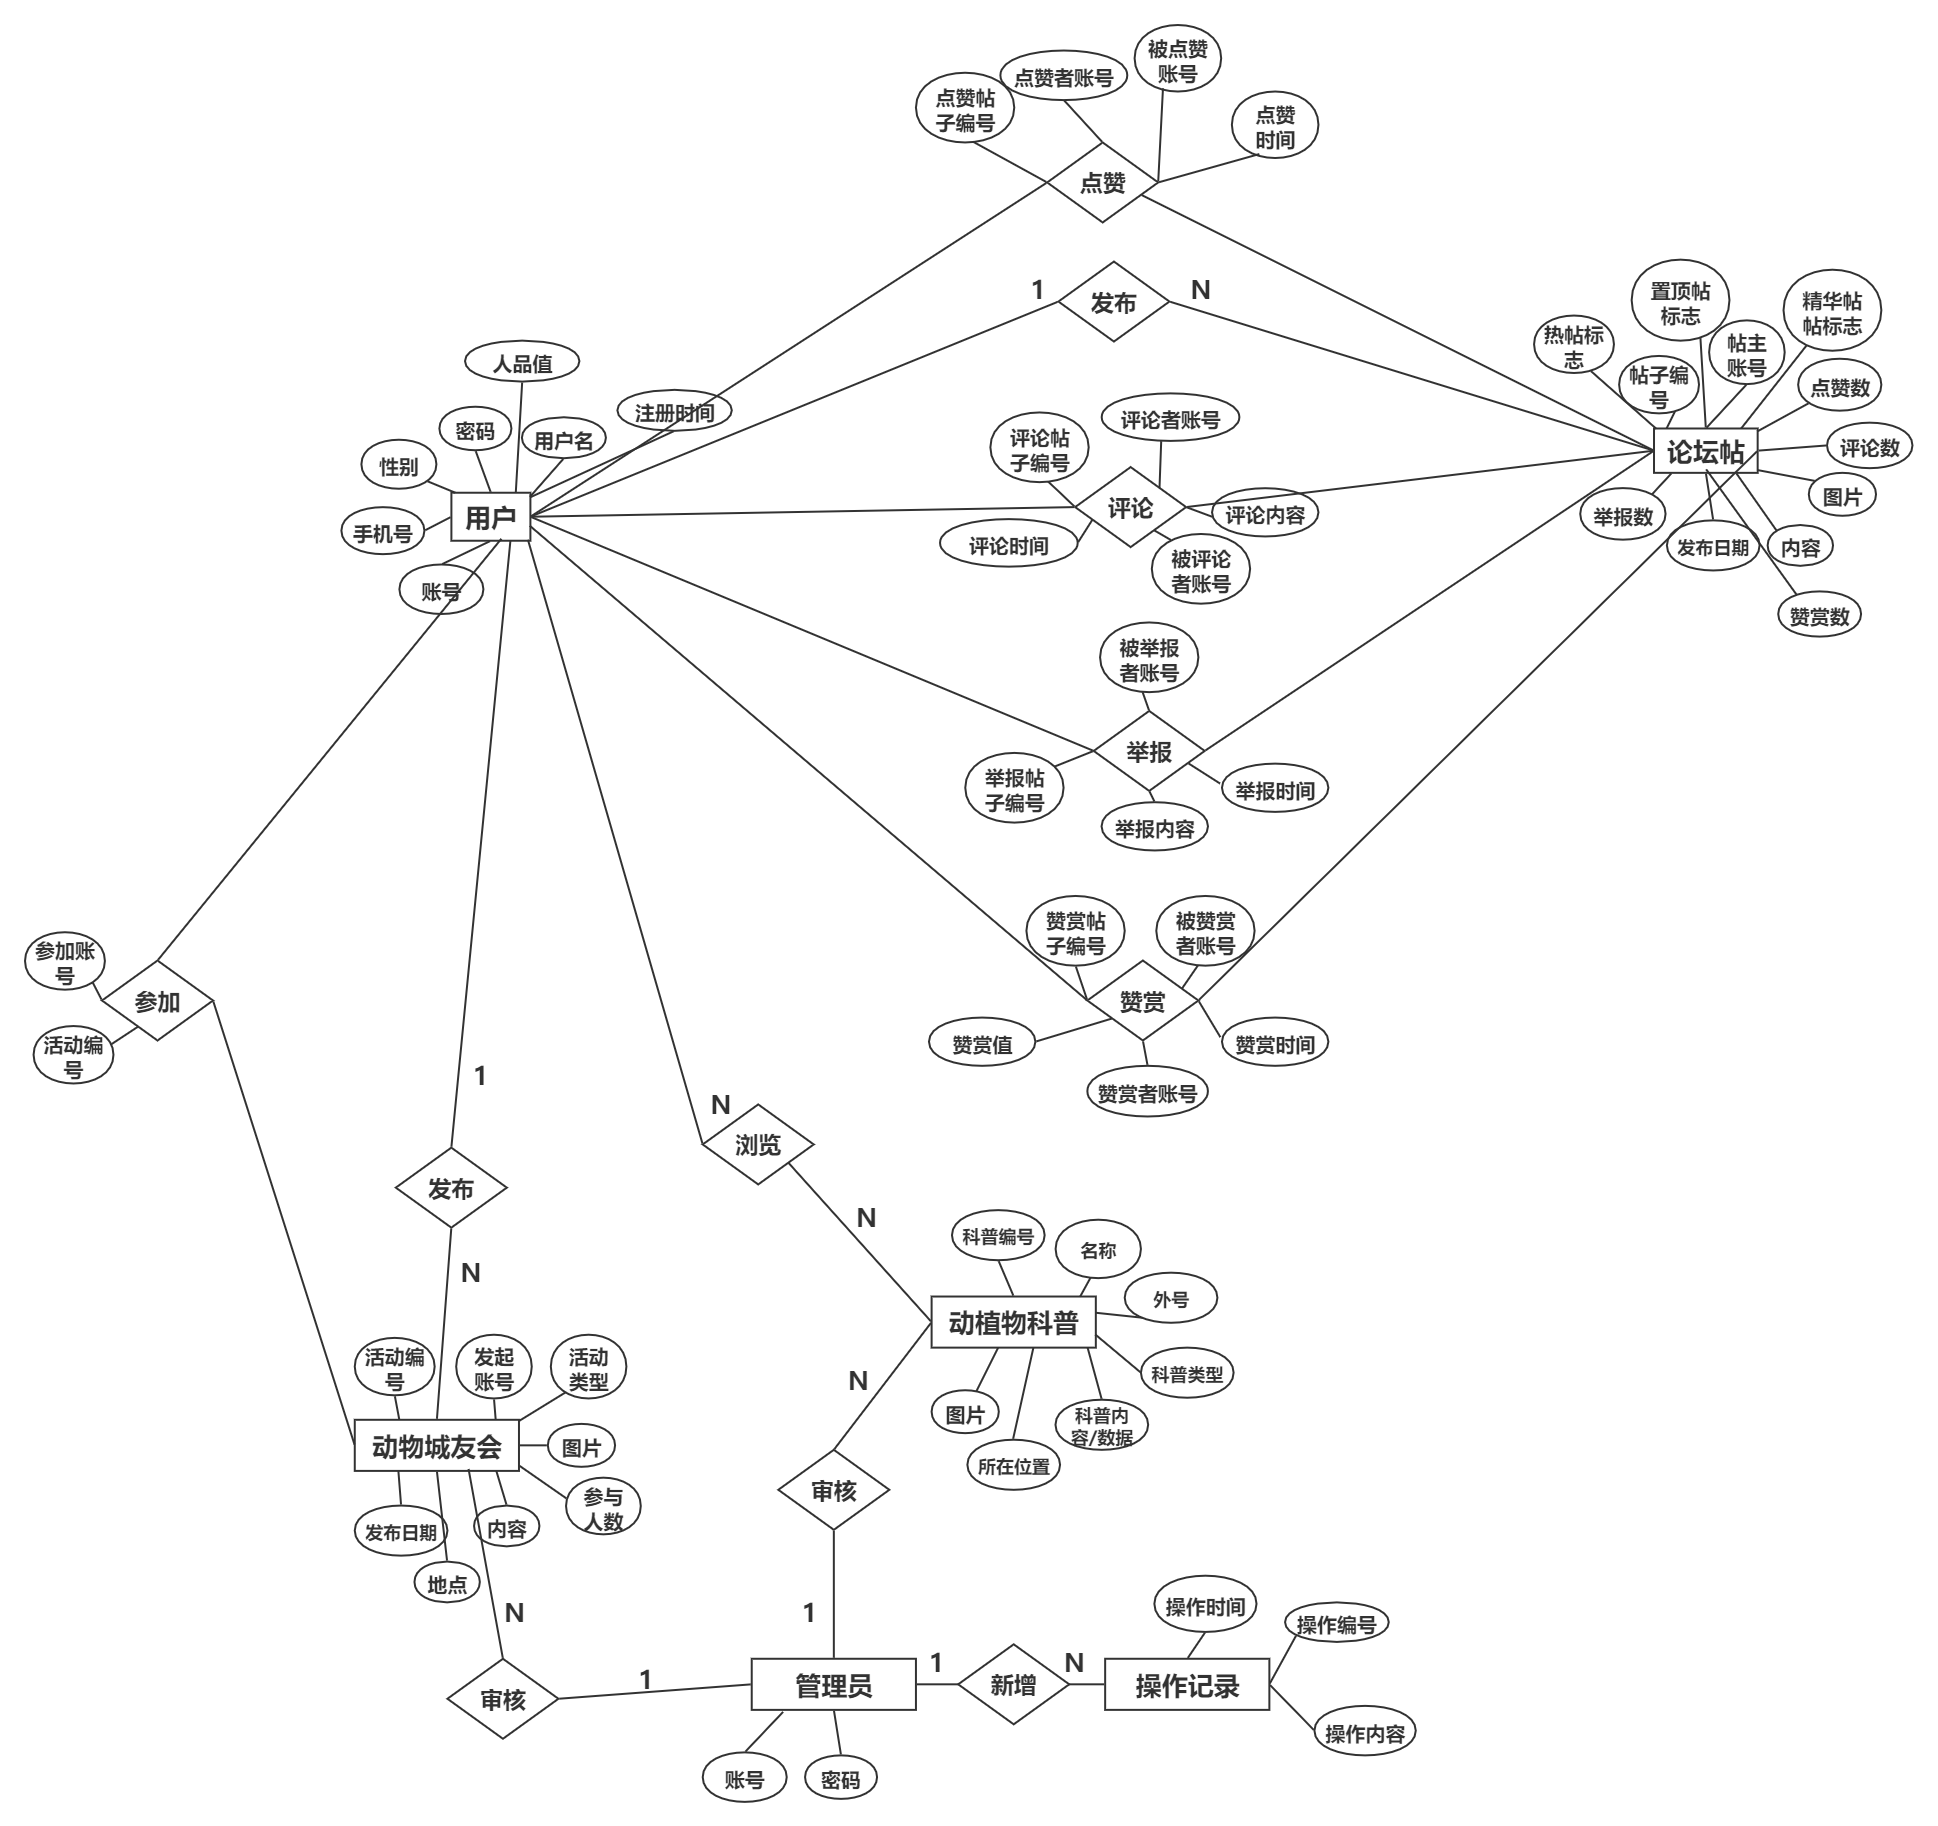 被点赞
账号
点赞者账号
点赞帖
子编号
点赞
时间
点赞
1
发布
N
置顶帖
标志
精华帖
帖标志
热帖标
志
帖主
账号
帖子编
号
点赞数
人品值
注册时间
密码
用户名
性别
评论者账号
评论帖
子编号
论坛帖
评论数
图片
用户
手机号
评论
评论内容
举报数
评论时间
发布日期
内容
账号
被评论
者账号
赞赏数
被举报
者账号
举报
举报帖
子编号
举报时间
举报内容
赞赏帖
子编号
被赞赏
者账号
参加账
号
参加
赞赏
活动编
号
赞赏值
赞赏时间
赞赏者账号
1
N
浏览
发布
N
N
科普编号
名称
外号
动植物科普
活动编
号
发起
账号
活动
类型
N
科普类型
图片
科普内
容/数据
动物城友会
图片
所在位置
审核
参与
人数
发布日期
内容
地点
N
1
操作时间
操作编号
审核
1
管理员
1
新增
N
操作记录
操作内容
账号
密码